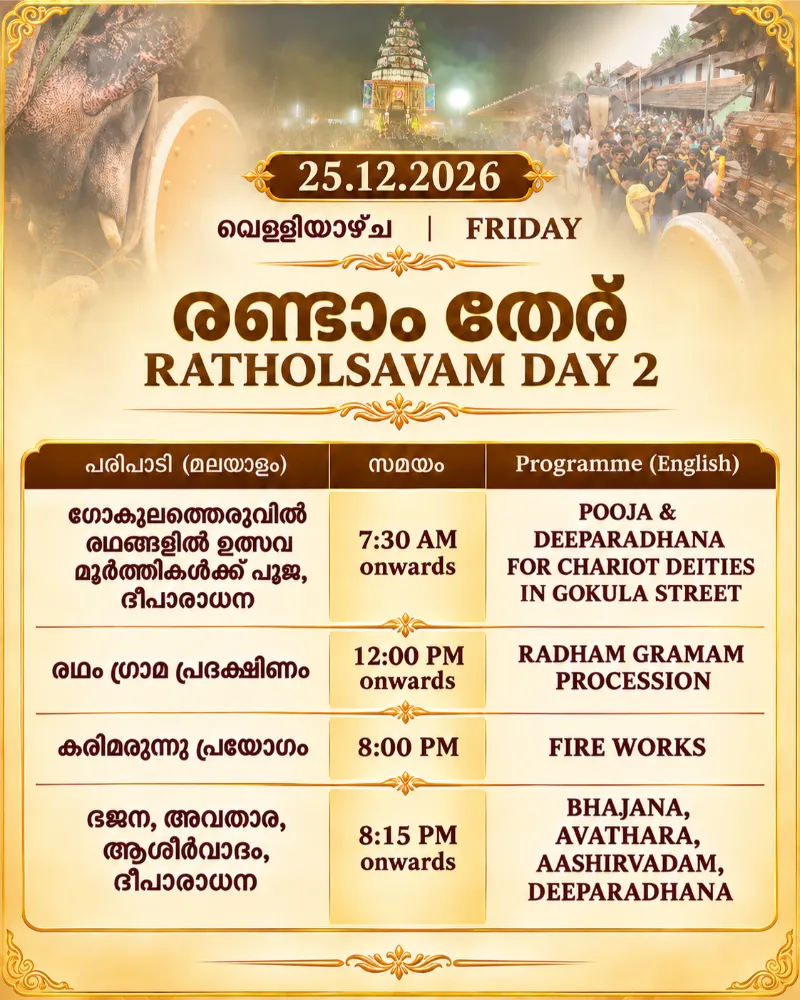 25.12.2026
വെള്ളിയാഴ്ച | FRIDAY
രണ്ടാം തേര്
RATHOLSAVAM DAY 2
പരിപാടി (മലയാളം)
സമയം
Programme (English)
ഗോകുലത്തെരുവിൽ
രഥങ്ങളിൽ ഉത്സവ
മൂർത്തികൾക്ക് പൂജ,
ദീപാരാധന
7:30 AM
onwards
POOJA &
DEEPARADHANA
FOR CHARIOT DEITIES
IN GOKULA STREET
രഥം ഗ്രാമ പ്രദക്ഷിണം
12:00 PM
onwards
RADHAM GRAMAM
PROCESSION
കരിമരുന്നു പ്രയോഗം
8:00 PM
FIRE WORKS
ഭജന, അവതാര,
ആശീർവാദം,
ദീപാരാധന
8:15 PM
onwards
BHAJANA,
AVATHARA,
AASHIRVADAM,
DEEPARADHANA